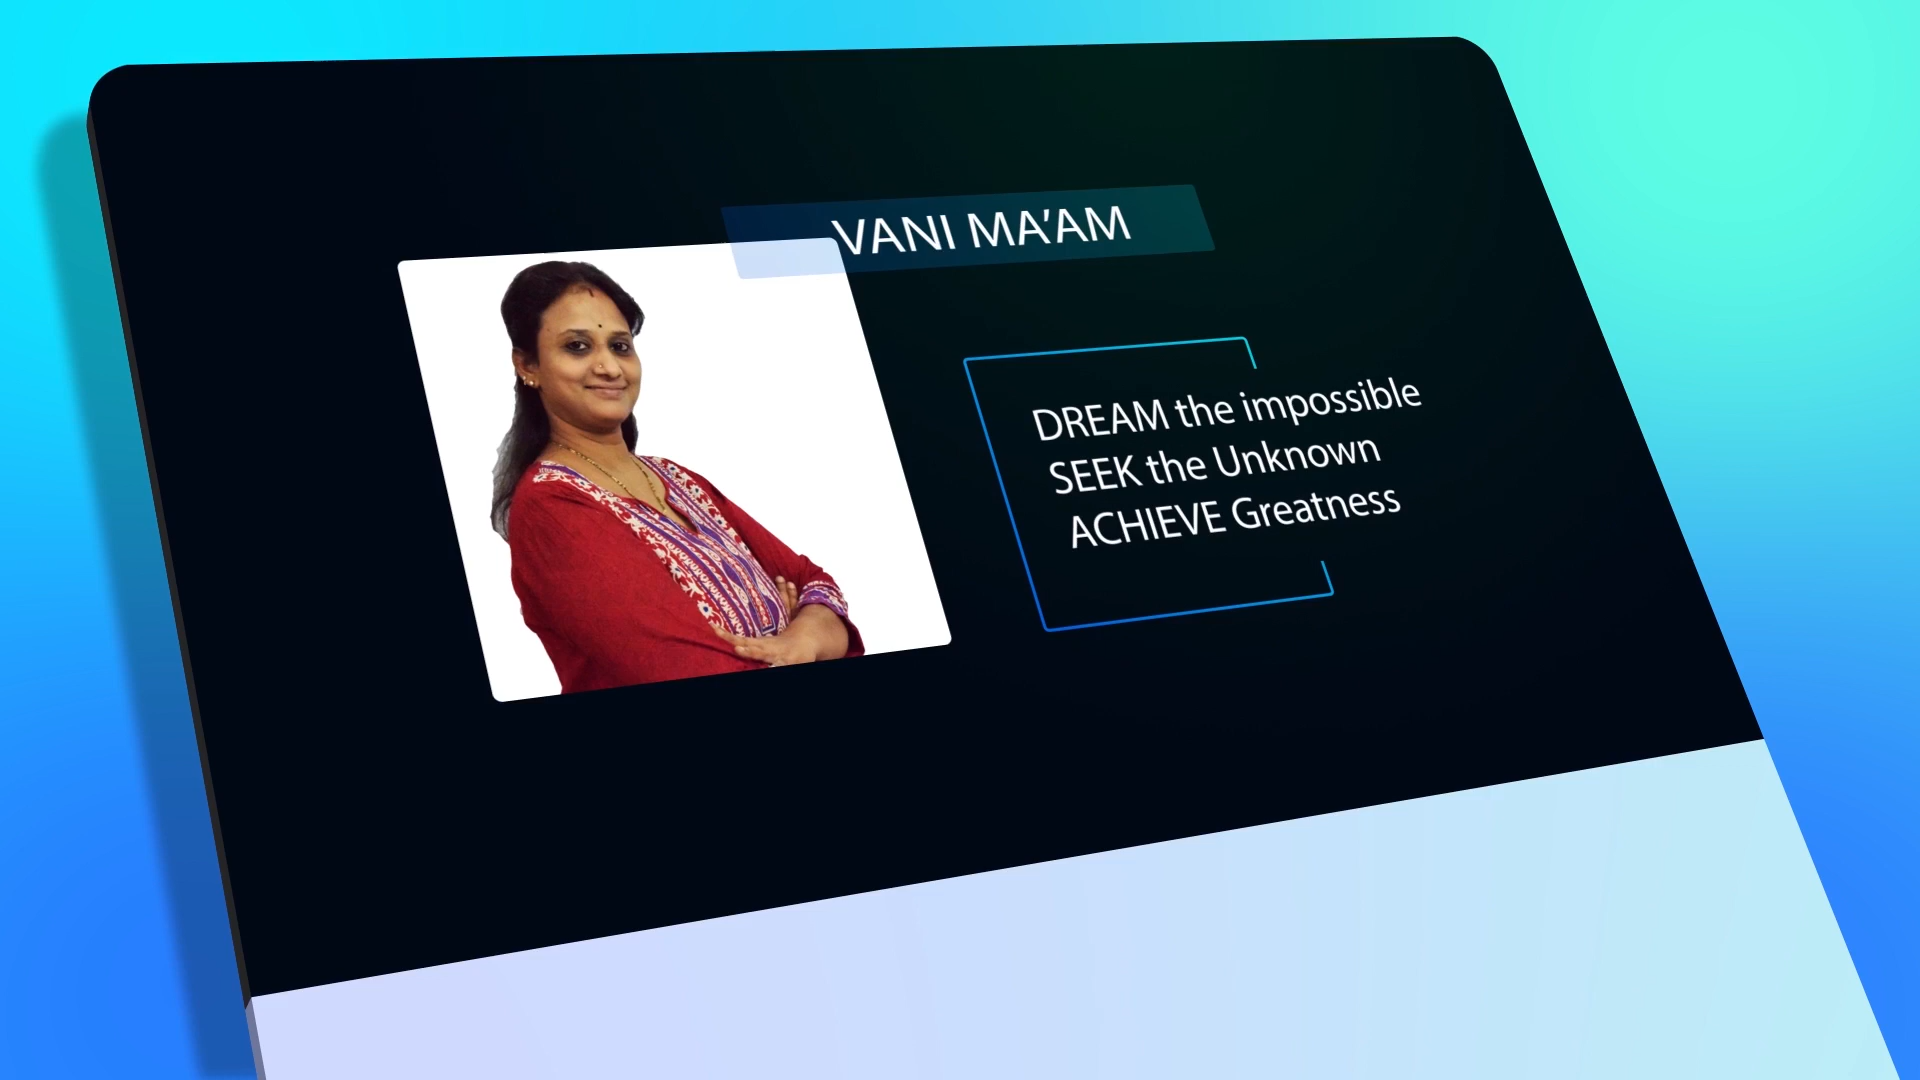 VANI MA’AM
DREAM the impossible
SEEK the Unknown
ACHIEVE Greatness